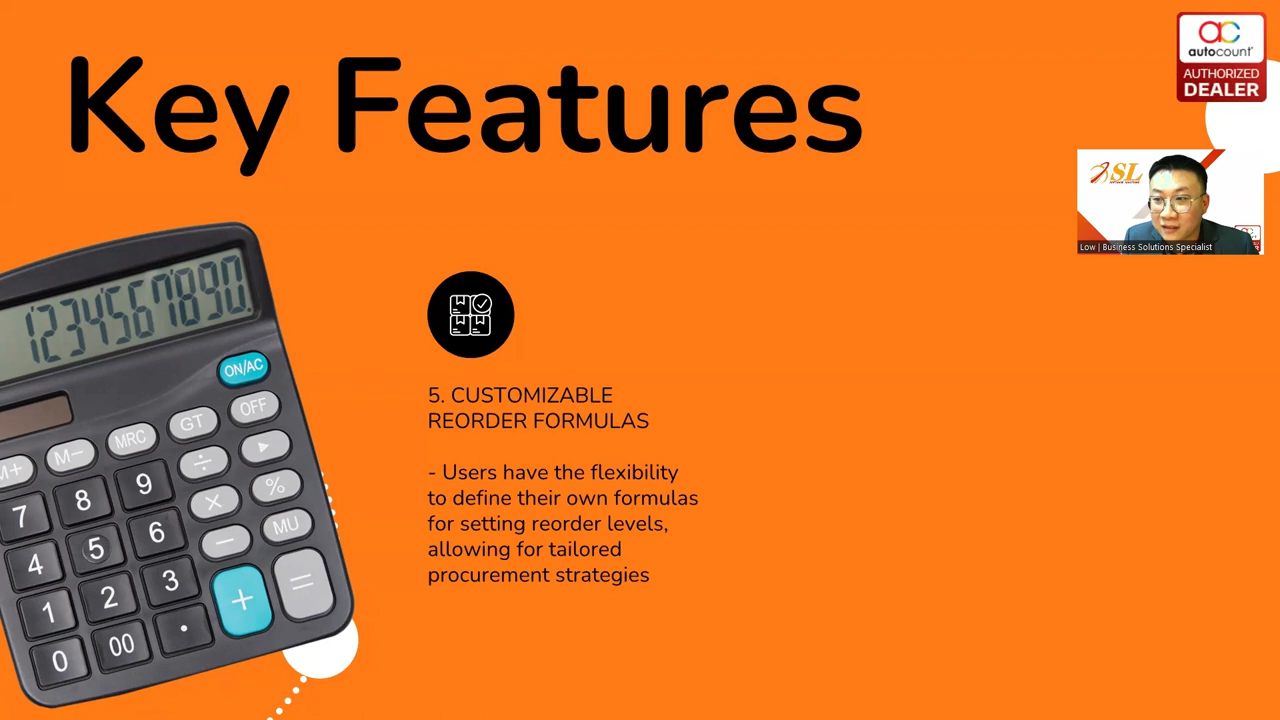 Key Features
autocount
AUTHORIZED
DEALER
SL
Low | Business Solutions Specialist
1234567890.
ON/AC
OFF
GT
MRC
M−
M+
▶
÷
%
×
9
8
7
MU
−
6
5
4
=
+
3
2
1
.
00
0
5. CUSTOMIZABLE
REORDER FORMULAS
- Users have the flexibility
to define their own formulas
for setting reorder levels,
allowing for tailored
procurement strategies